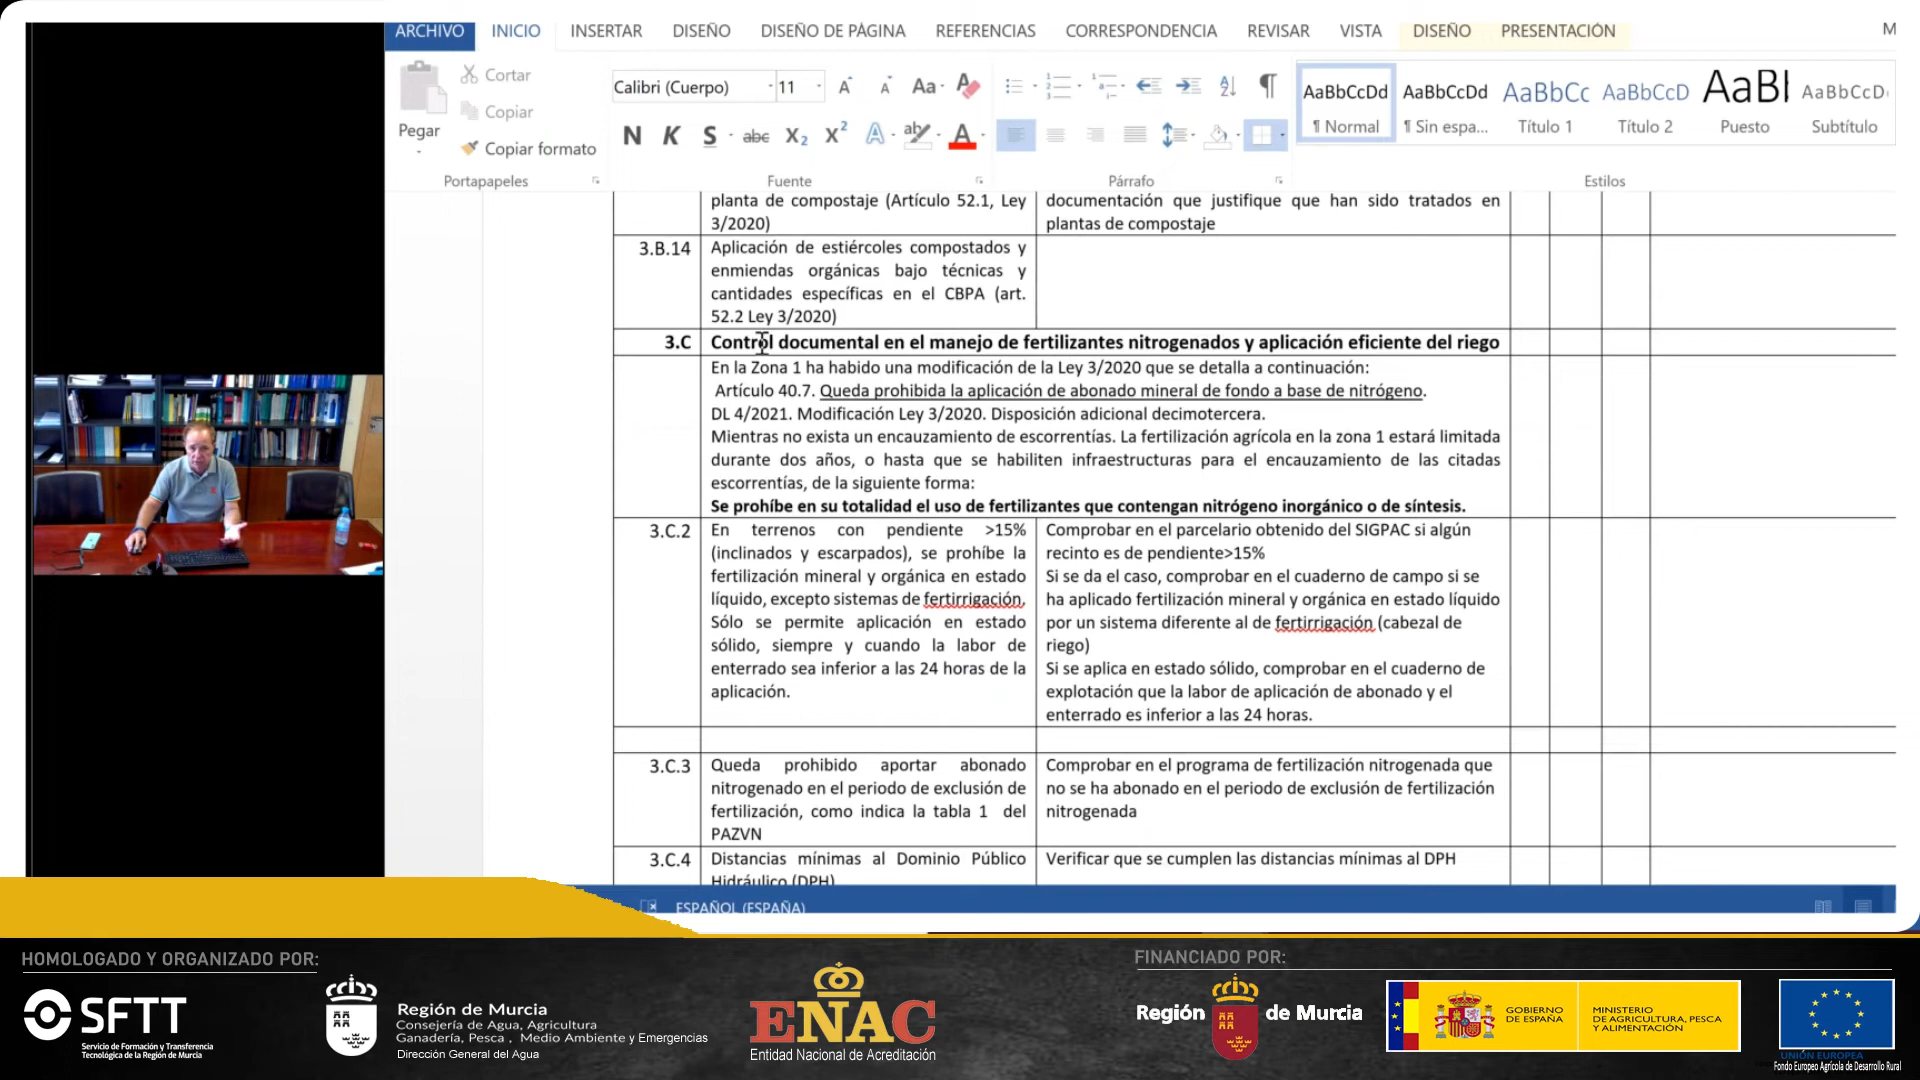 ARCHIVO INICIO INSERTAR DISEÑO DISEÑO DE PÁGINA REFERENCIAS CORRESPONDENCIA REVISAR VISTA DISEÑO PRESENTACIÓN M
Pegar
Cortar
Copiar
Copiar formato
Portapapeles
Calibri (Cuerpo) 11
N K S abc X2 X2
Fuente
Párrafo
AaBbCcDd AaBbCcDd AaBbCc AaBbCcD AaBl AaBbCcD
¶ Normal ¶ Sin espa... Título 1 Título 2 Puesto Subtítulo
Estilos
planta de compostaje (Artículo 52.1, Ley
3/2020)
documentación que justifique que han sido tratados en
plantas de compostaje
3.B.14
Aplicación de estiércoles compostados y
enmiendas orgánicas bajo técnicas y
cantidades específicas en el CBPA (art.
52.2 Ley 3/2020)
3.C Control documental en el manejo de fertilizantes nitrogenados y aplicación eficiente del riego
En la Zona 1 ha habido una modificación de la Ley 3/2020 que se detalla a continuación:
Artículo 40.7. Queda prohibida la aplicación de abonado mineral de fondo a base de nitrógeno.
DL 4/2021. Modificación Ley 3/2020. Disposición adicional decimotercera.
Mientras no exista un encauzamiento de escorrentías. La fertilización agrícola en la zona 1 estará limitada
durante dos años, o hasta que se habiliten infraestructuras para el encauzamiento de las citadas
escorrentías, de la siguiente forma:
Se prohíbe en su totalidad el uso de fertilizantes que contengan nitrógeno inorgánico o de síntesis.
3.C.2
En terrenos con pendiente >15%
(inclinados y escarpados), se prohíbe la
fertilización mineral y orgánica en estado
líquido, excepto sistemas de fertirrigación.
Sólo se permite aplicación en estado
sólido, siempre y cuando la labor de
enterrado sea inferior a las 24 horas de la
aplicación.
Comprobar en el parcelario obtenido del SIGPAC si algún
recinto es de pendiente>15%
Si se da el caso, comprobar en el cuaderno de campo si se
ha aplicado fertilización mineral y orgánica en estado líquido
por un sistema diferente al de fertirrigación (cabezal de
riego)
Si se aplica en estado sólido, comprobar en el cuaderno de
explotación que la labor de aplicación de abonado y el
enterrado es inferior a las 24 horas.
3.C.3
Queda prohibido aportar abonado
nitrogenado en el periodo de exclusión de
fertilización, como indica la tabla 1 del
PAZVN
Comprobar en el programa de fertilización nitrogenada que
no se ha abonado en el periodo de exclusión de fertilización
nitrogenada
3.C.4
Distancias mínimas al Dominio Público
Hidráulico (DPH)
Verificar que se cumplen las distancias mínimas al DPH
ESPAÑOL (ESPAÑA)
HOMOLOGADO Y ORGANIZADO POR:
SFTT
Servicio de Formación y Transferencia
Tecnológica de la Región de Murcia
Región de Murcia
Consejería de Agua, Agricultura
Ganadería, Pesca , Medio Ambiente y Emergencias
Dirección General del Agua
ENAC
Entidad Nacional de Acreditación
FINANCIADO POR:
Región de Murcia
GOBIERNO
DE ESPAÑA
MINISTERIO
DE AGRICULTURA, PESCA
Y ALIMENTACIÓN
UNIÓN EUROPEA
Fondo Europeo Agrícola de Desarrollo Rural